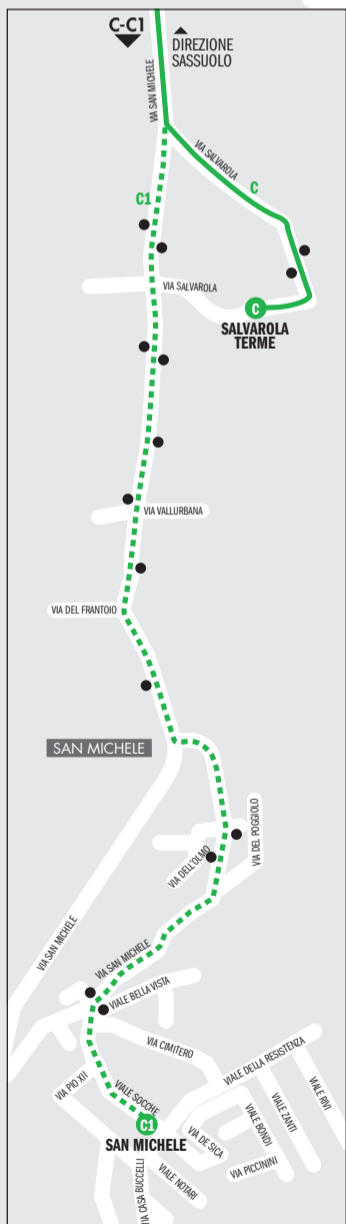 C-C1
DIREZIONE
SASSUOLO
VIA SAN MICHELE
VIA SALVAROLA
C
C1
VIA SALVAROLA
C
SALVAROLA
TERME
VIA VALLURBANA
VIA DEL FRANTOIO
SAN MICHELE
VIA DEL POGGIOLO
VIA DELL'OLMO
VIA SAN MICHELE
VIA SAN MICHELE
VIALE BELLA VISTA
VIA CIMITERO
VIALE DELLA RESISTENZA
VIA PIO XII
VIALE SOCCHE
VIALE RIVI
VIALE ZANTI
VIALE BONDI
C1
SAN MICHELE
VIA DE SICA
VIA PICCININI
VIALE NOTARI
VIA CASA BUCCELLI